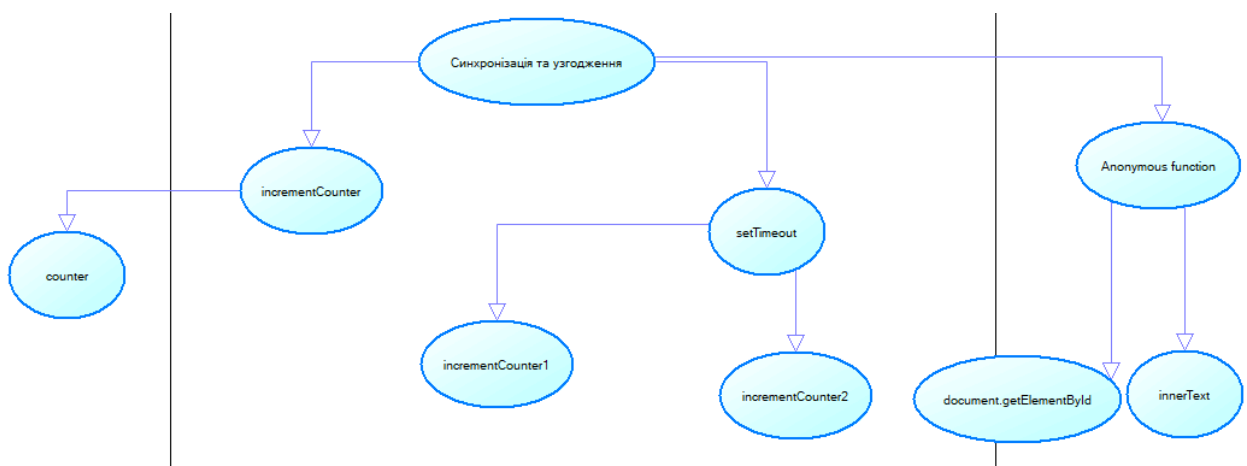 Синхронізація та узгодження
Anonymous function
incrementCounter
setTimeout
counter
incrementCounter1
incrementCounter2
document.getElementById
innerText